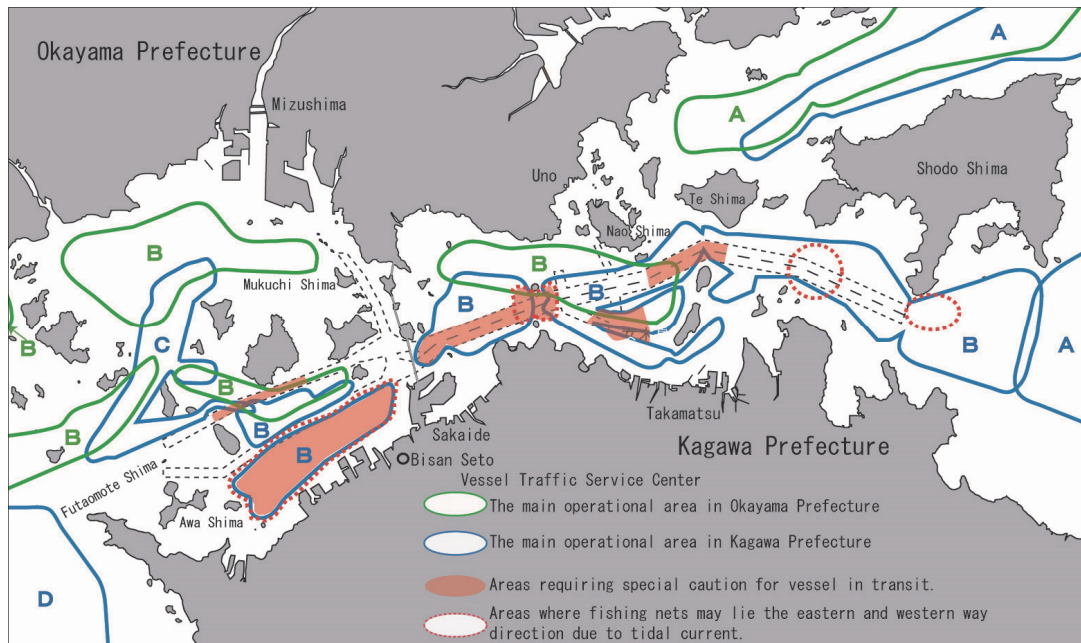 Okayama Prefecture
Mizushima
A
A
Shodo Shima
Uno
Te Shima
Nao Shima
B
B
B
B
Mukuchi Shima
B
C
B
A
B
B
B
B
Takamatsu
Sakaide
Kagawa Prefecture
Bisan Seto
Vessel Traffic Service Center
Futaomote Shima
Awa Shima
D
The main operational area in Okayama Prefecture
The main operational area in Kagawa Prefecture
Areas requiring special caution for vessel in transit.
Areas where fishing nets may lie the eastern and western way
direction due to tidal current.